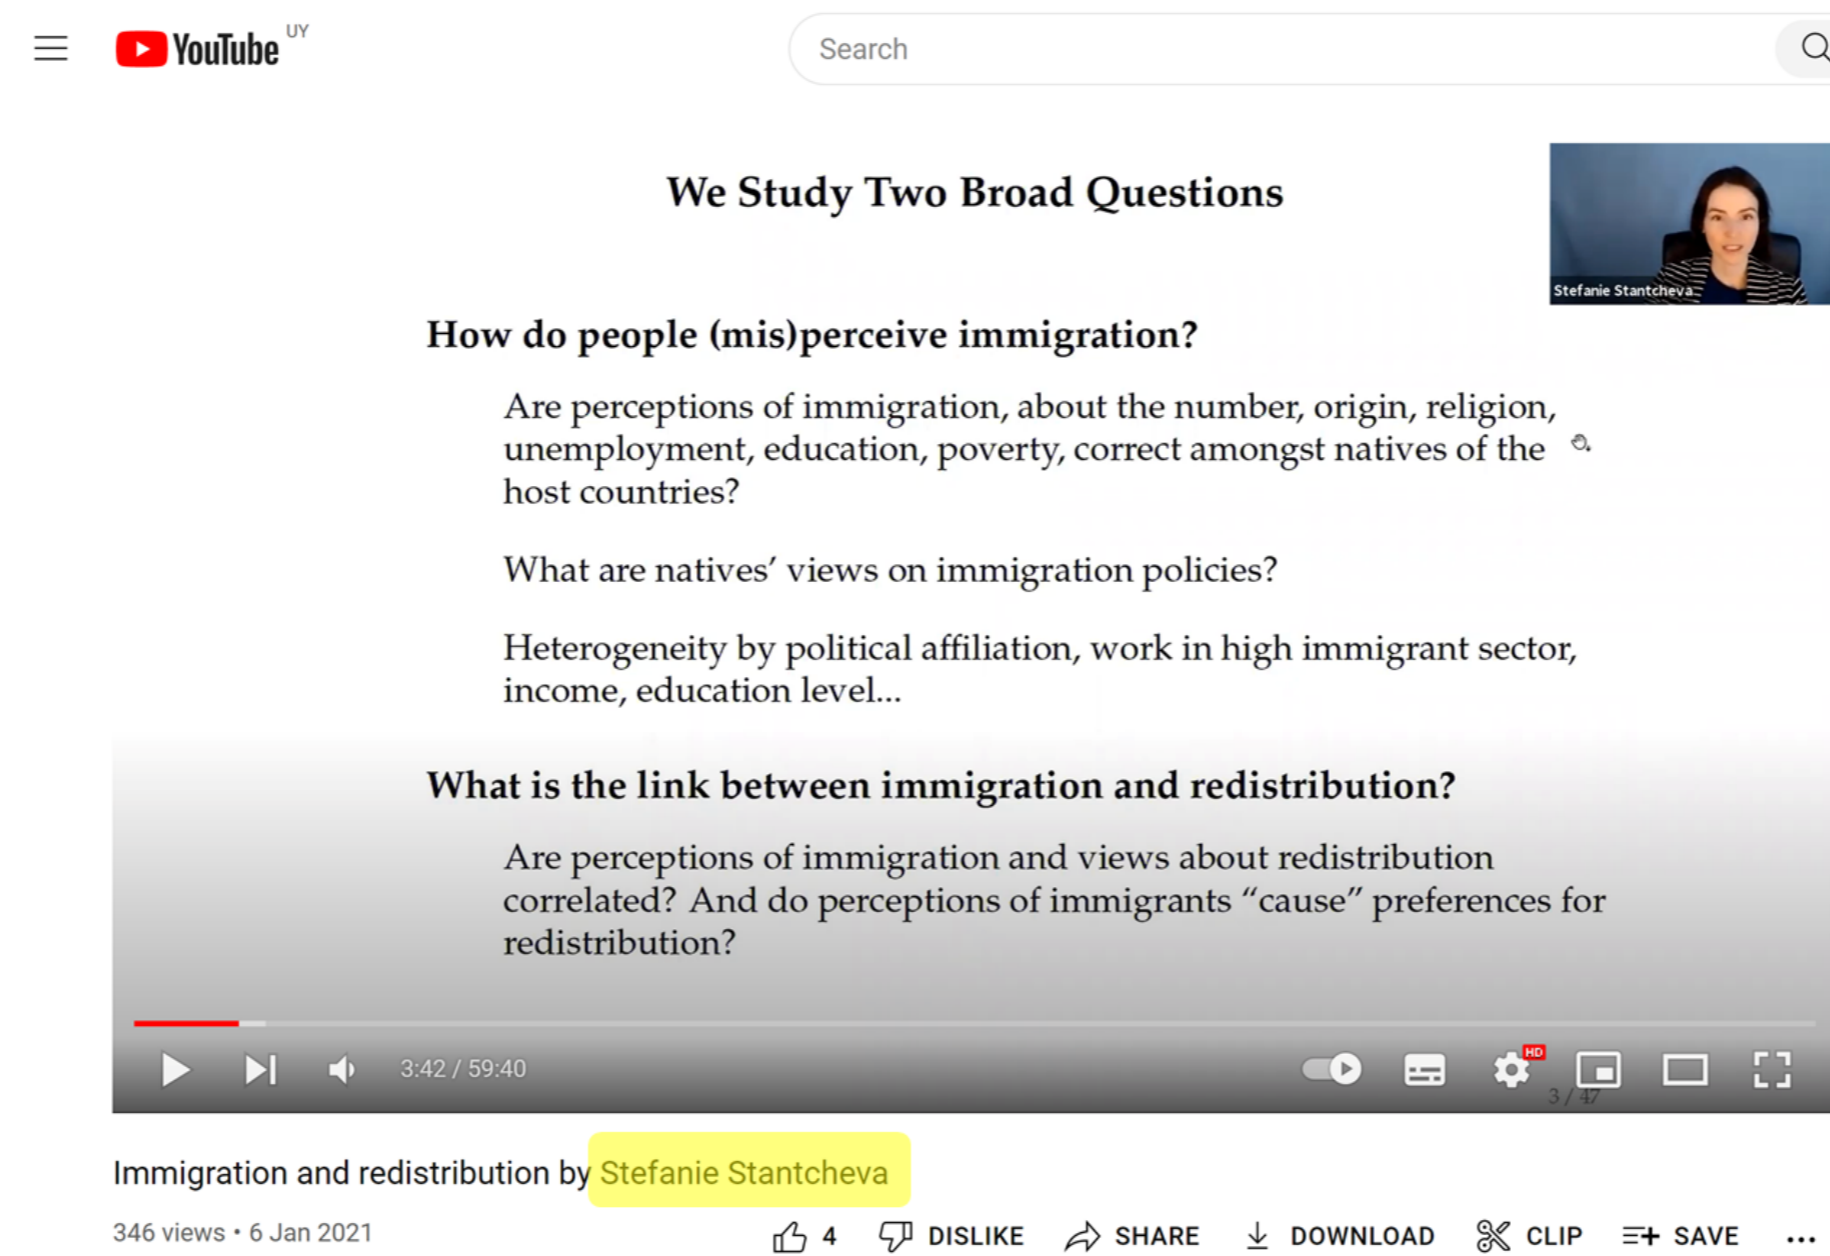 YouTube UY
Search
We Study Two Broad Questions
Stefanie Stantcheva
How do people (mis)perceive immigration?
Are perceptions of immigration, about the number, origin, religion,
unemployment, education, poverty, correct amongst natives of the
host countries?
What are natives’ views on immigration policies?
Heterogeneity by political affiliation, work in high immigrant sector,
income, education level...
What is the link between immigration and redistribution?
Are perceptions of immigration and views about redistribution
correlated? And do perceptions of immigrants “cause” preferences for
redistribution?
3:42 / 59:40
HD
3 / 47
Immigration and redistribution by Stefanie Stantcheva
346 views • 6 Jan 2021
4 DISLIKE SHARE DOWNLOAD CLIP SAVE ...